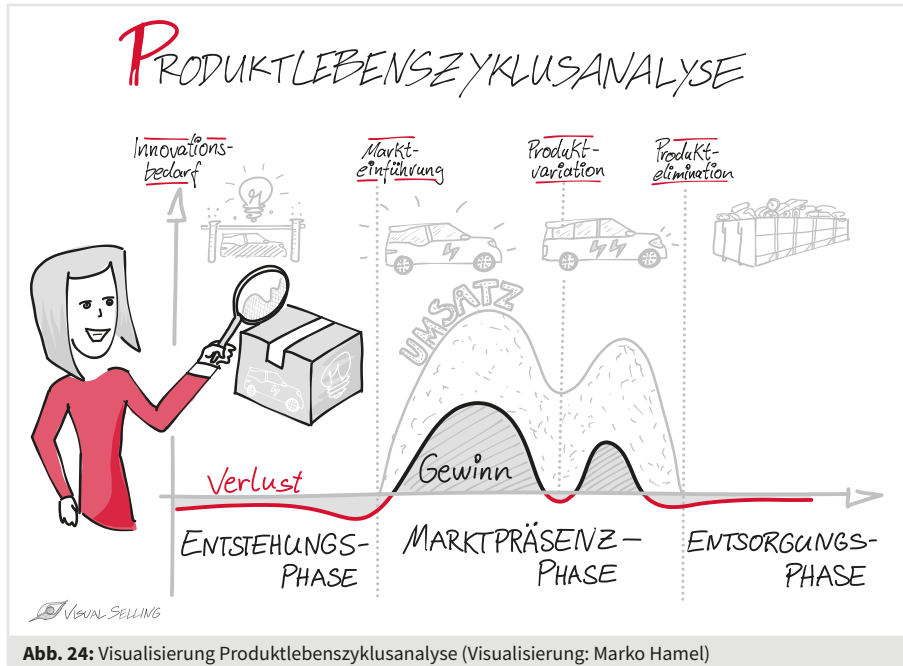 PRODUKTLEBENSZYKLUSANALYSE
Innovations-
bedarf
Markt-
einführung
Produkt-
variation
Produkt-
elimination
UMSATZ
Verlust
Gewinn
ENTSTEHUNGS-
PHASE
MARKTPRÄSENZ-
PHASE
ENTSORGUNGS-
PHASE
VISUAL SELLING
Abb. 24: Visualisierung Produktlebenszyklusanalyse (Visualisierung: Marko Hamel)